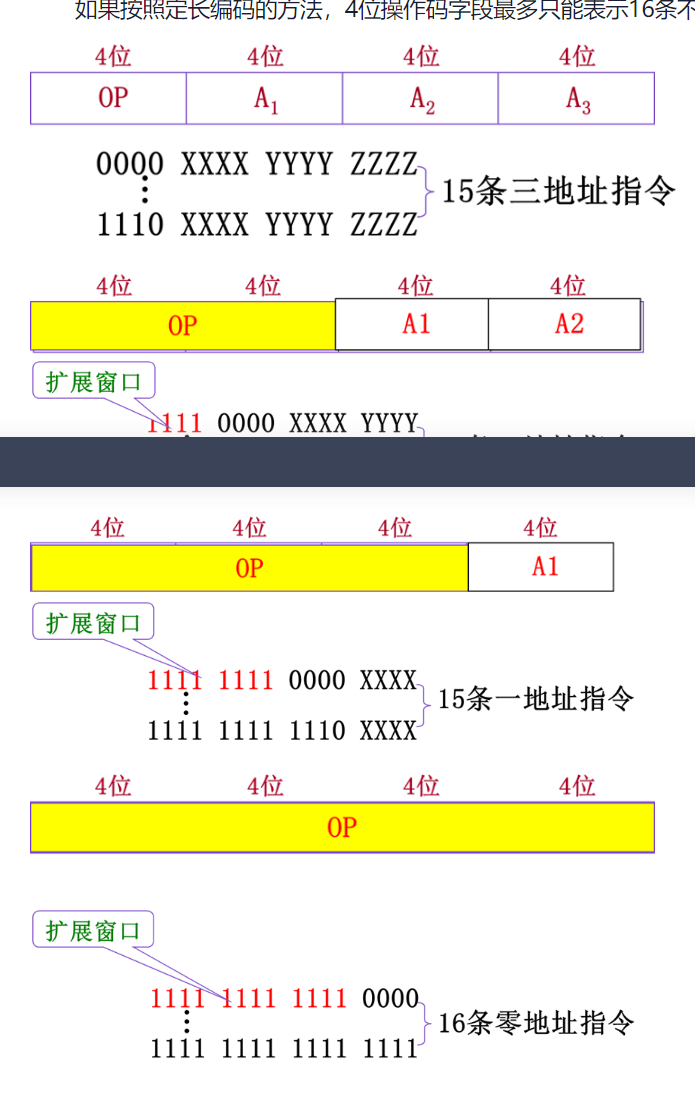 如果按照定长编码的方法，4位操作码字段最多只能表示16条不
4位 4位 4位 4位
OP A1 A2 A3
0000 XXXX YYYY ZZZZ
⋮ 15条三地址指令
1110 XXXX YYYY ZZZZ
4位 4位 4位 4位
OP A1 A2
扩展窗口
1111 0000 XXXX YYYY
4位 4位 4位 4位
OP A1
扩展窗口
1111 1111 0000 XXXX
⋮ 15条一地址指令
1111 1111 1110 XXXX
4位 4位 4位 4位
OP
扩展窗口
1111 1111 1111 0000
⋮ 16条零地址指令
1111 1111 1111 1111